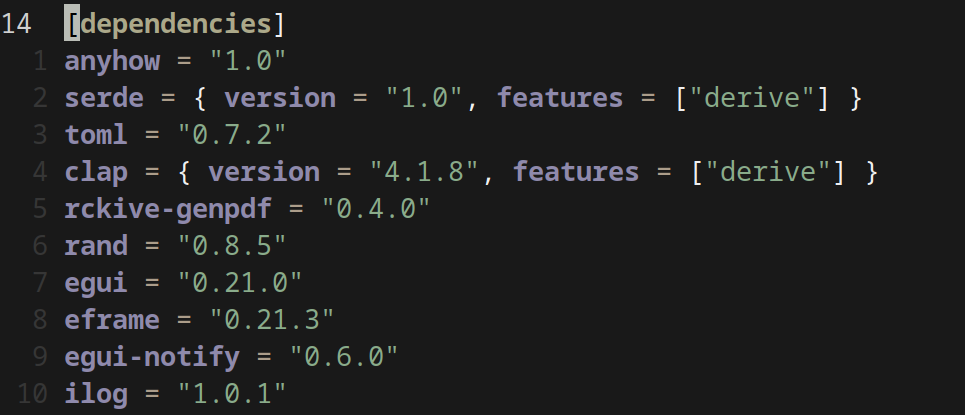 14 [dependencies]
1 anyhow = "1.0"
2 serde = { version = "1.0", features = ["derive"] }
3 toml = "0.7.2"
4 clap = { version = "4.1.8", features = ["derive"] }
5 rckive-genpdf = "0.4.0"
6 rand = "0.8.5"
7 egui = "0.21.0"
8 eframe = "0.21.3"
9 egui-notify = "0.6.0"
10 ilog = "1.0.1"